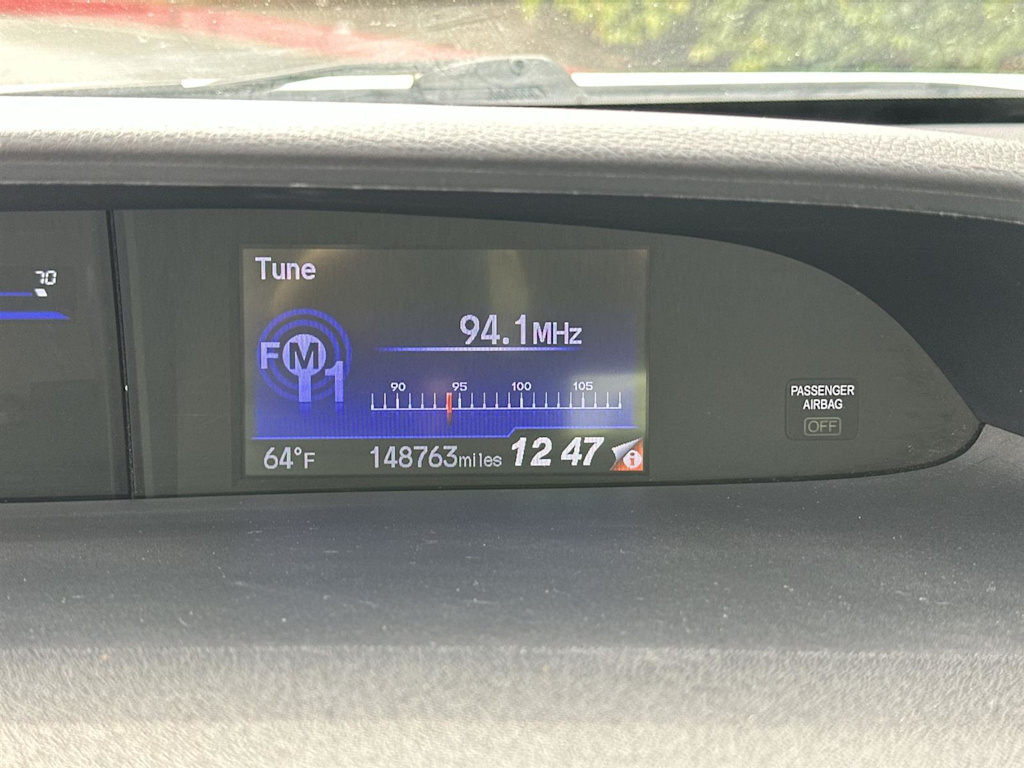 70
Tune
94.1MHz
FM1
90 95 100 105
64°F 148763miles 12 47 i
PASSENGER
AIRBAG
OFF